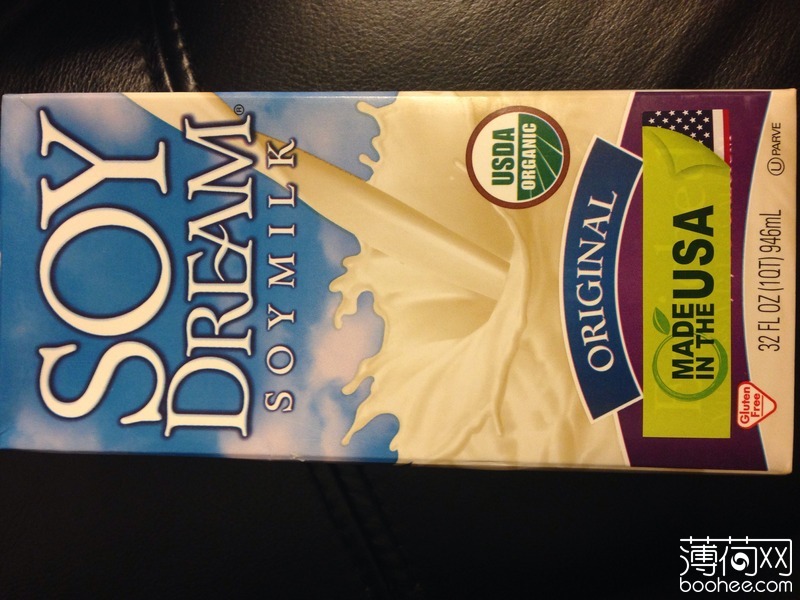 SOY
DREAM®
SOYMILK
USDA
ORGANIC
ORIGINAL
MADE
IN THE USA
Gluten
Free
32 FL OZ (1QT) 946mL
U PARVE
薄荷网
boohee.com